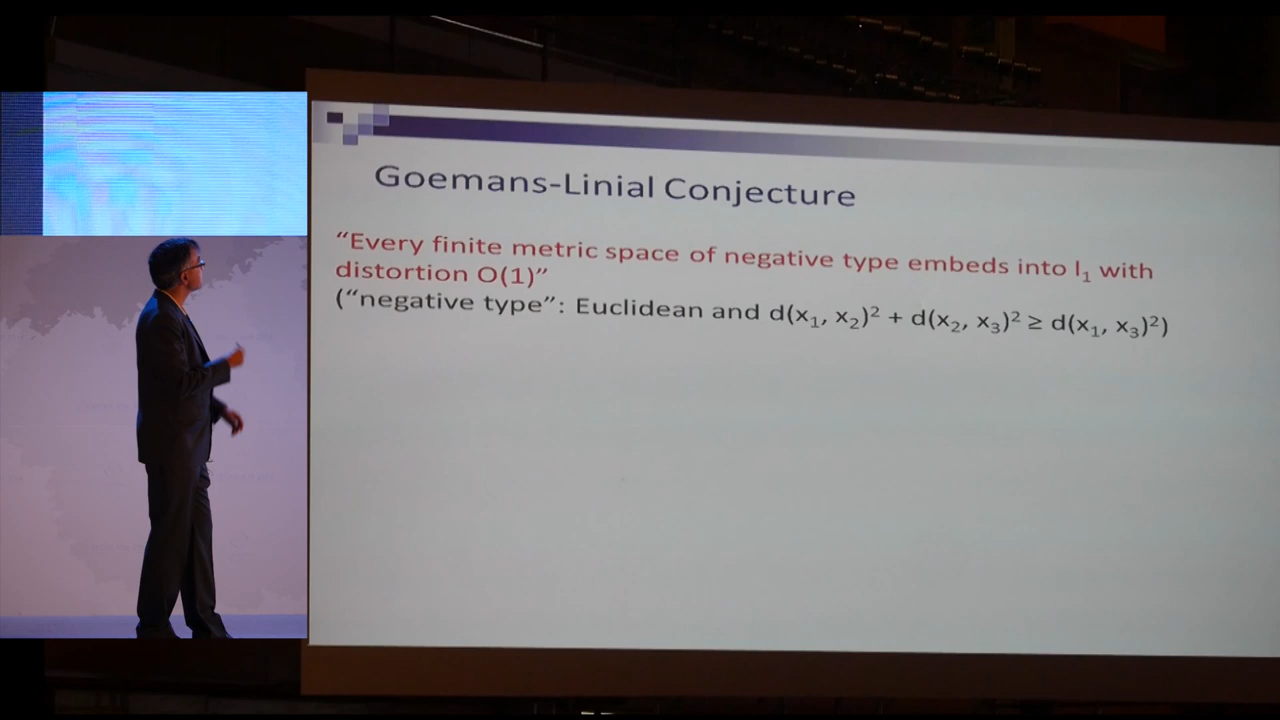 Goemans-Linial Conjecture
“Every finite metric space of negative type embeds into l₁ with
distortion O(1)”
(“negative type”: Euclidean and d(x₁, x₂)² + d(x₂, x₃)² ≥ d(x₁, x₃)²)